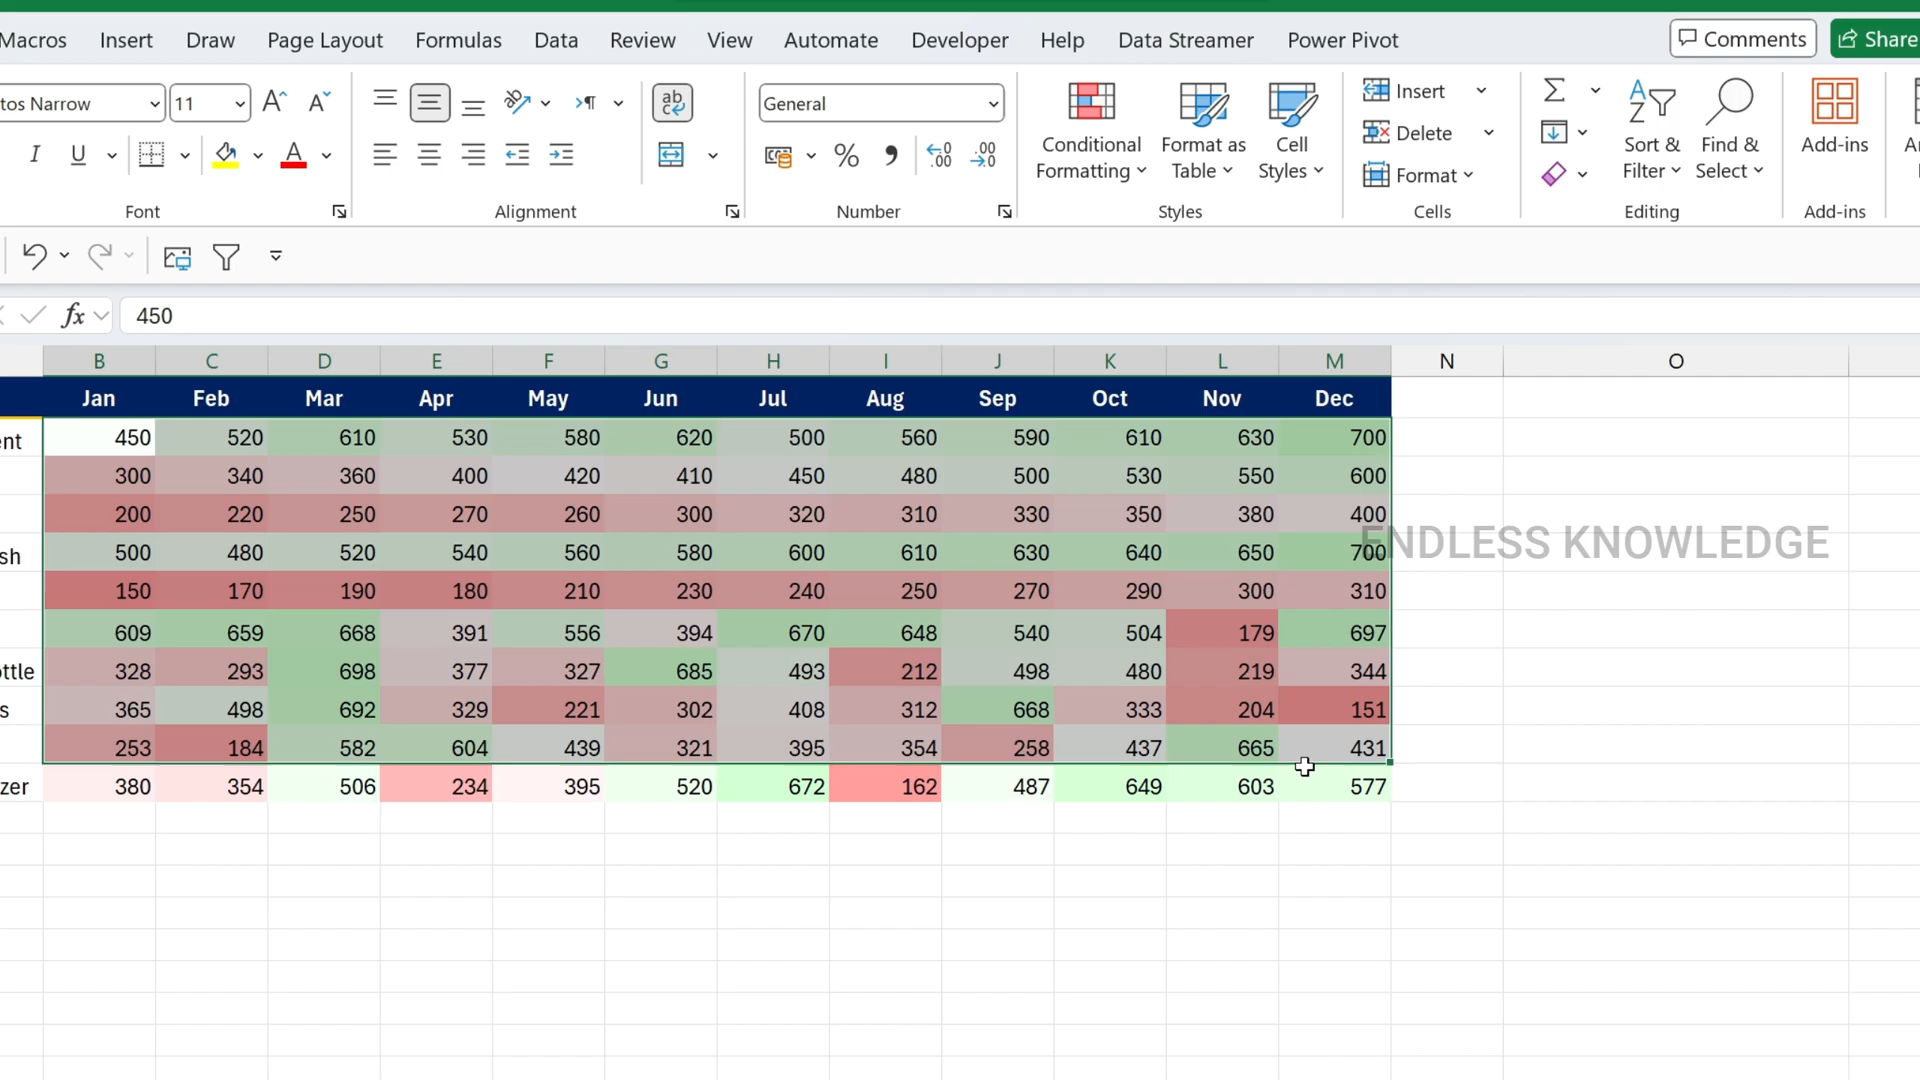 Macros Insert Draw Page Layout Formulas Data Review View Automate Developer Help Data Streamer Power Pivot Comments Share
tos Narrow 11 General Insert
Conditional Formatting Format as Table Cell Styles Delete Sort & Filter Find & Select Add-ins
Format
Font Alignment Number Styles Cells Editing Add-ins
fx 450
B C D E F G H I J K L M N O
Jan Feb Mar Apr May Jun Jul Aug Sep Oct Nov Dec
ent 450 520 610 530 580 620 500 560 590 610 630 700
300 340 360 400 420 410 450 480 500 530 550 600
200 220 250 270 260 300 320 310 330 350 380 400
ENDLESS KNOWLEDGE
sh 500 480 520 540 560 580 600 610 630 640 650 700
150 170 190 180 210 230 240 250 270 290 300 310
609 659 668 391 556 394 670 648 540 504 179 697
ottle 328 293 698 377 327 685 493 212 498 480 219 344
s 365 498 692 329 221 302 408 312 668 333 204 151
253 184 582 604 439 321 395 354 258 437 665 431
zer 380 354 506 234 395 520 672 162 487 649 603 577